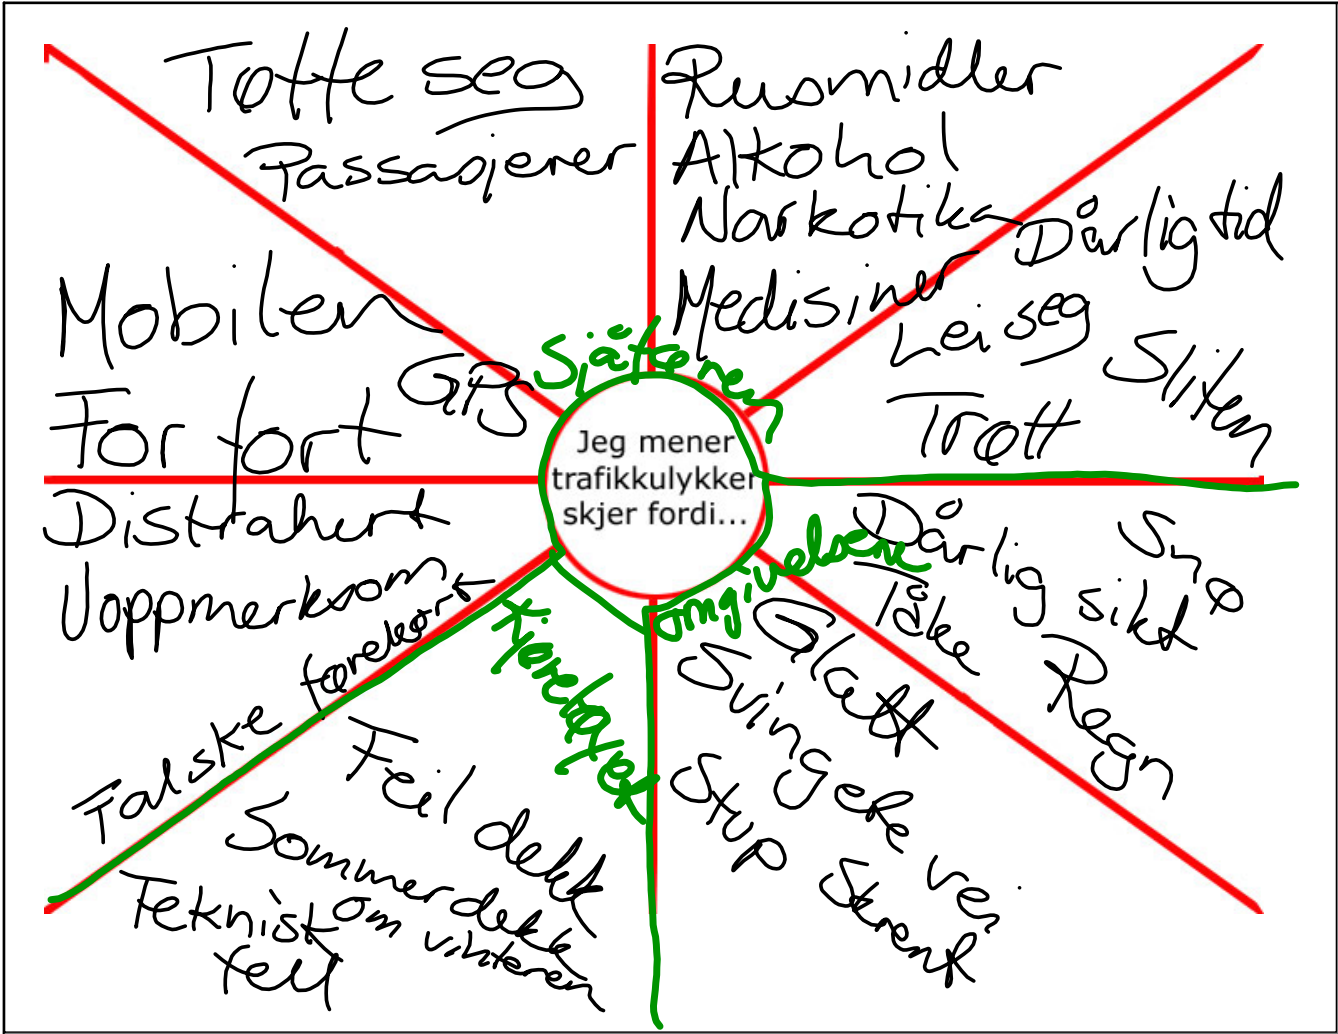 Tøffe seg
Passasjerer
Rusmidler
Alkohol
Narkotika
Medisiner
Dårlig tid
Lei seg
Sliten
Trøtt
Mobilen
GPS
For fort
Distrahert
Uoppmerksom
Falske førekort
Feil dekk
Sommerdekk
om vinteren
Teknisk
feil
Sjåføren
Jeg mener
trafikkulykker
skjer fordi...
Kjøretøyet
omgivelsene
Dårlig sikt
Snø
Tåke
Regn
Glatt
Svingete vei
Stup
Skrent